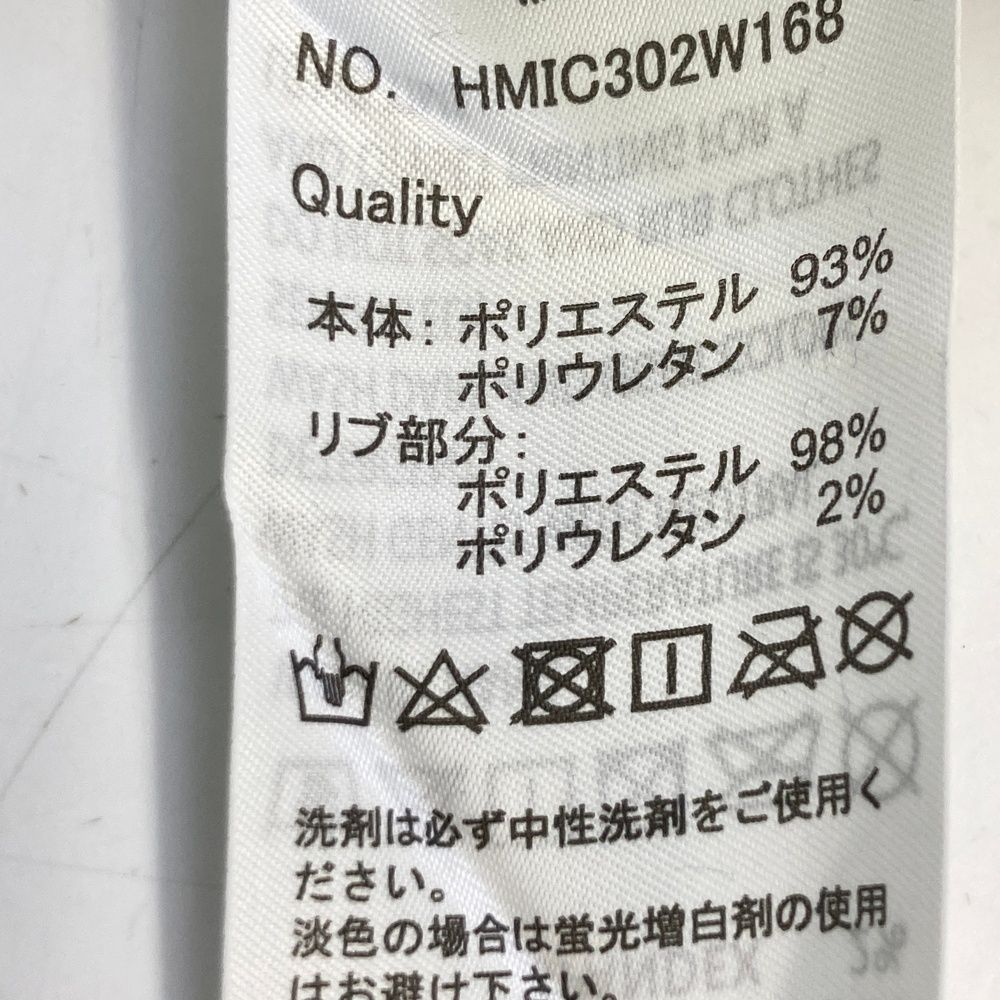 NO. HMIC302W168
Quality
本体: ポリエステル 93%
ポリウレタン 7%
リブ部分:
ポリエステル 98%
ポリウレタン 2%
洗剤は必ず中性洗剤をご使用く
ださい。
淡色の場合は蛍光増白剤の使用
はお避け下さい。